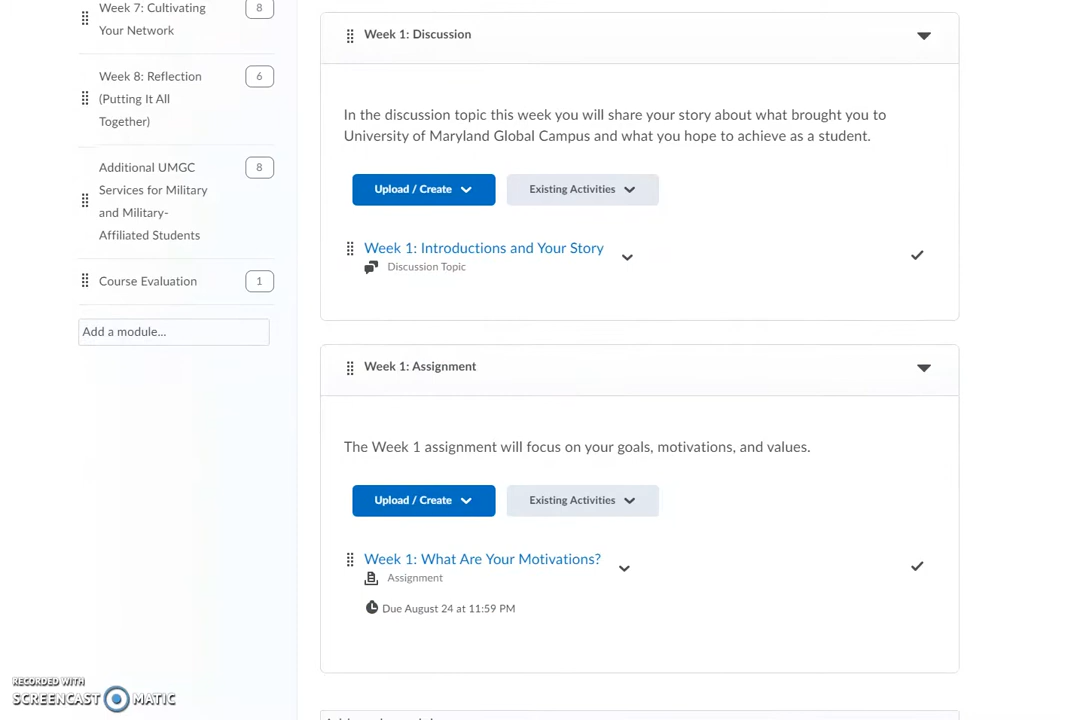 Week 7: Cultivating
Your Network
8
Week 8: Reflection
(Putting It All
Together)
6
Additional UMGC
Services for Military
and Military-
Affiliated Students
8
Course Evaluation
1
Add a module...
Week 1: Discussion
In the discussion topic this week you will share your story about what brought you to
University of Maryland Global Campus and what you hope to achieve as a student.
Upload / Create
Existing Activities
Week 1: Introductions and Your Story
Discussion Topic
Week 1: Assignment
The Week 1 assignment will focus on your goals, motivations, and values.
Upload / Create
Existing Activities
Week 1: What Are Your Motivations?
Assignment
Due August 24 at 11:59 PM
RECORDED WITH
SCREENCAST MATIC